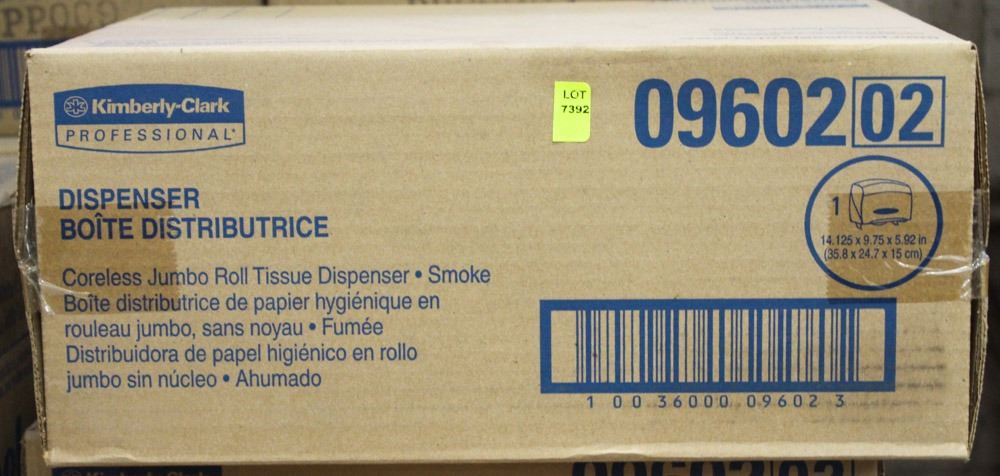 Kimberly-Clark
PROFESSIONAL*
LOT
7392
09602 02
DISPENSER
BOÎTE DISTRIBUTRICE
1
14.125 x 9.75 x 5.92 in
(35.8 x 24.7 x 15 cm)
Coreless Jumbo Roll Tissue Dispenser • Smoke
Boîte distributrice de papier hygiénique en
rouleau jumbo, sans noyau • Fumée
Distribuidora de papel higiénico en rollo
jumbo sin núcleo • Ahumado
1 00 36000 09602 3